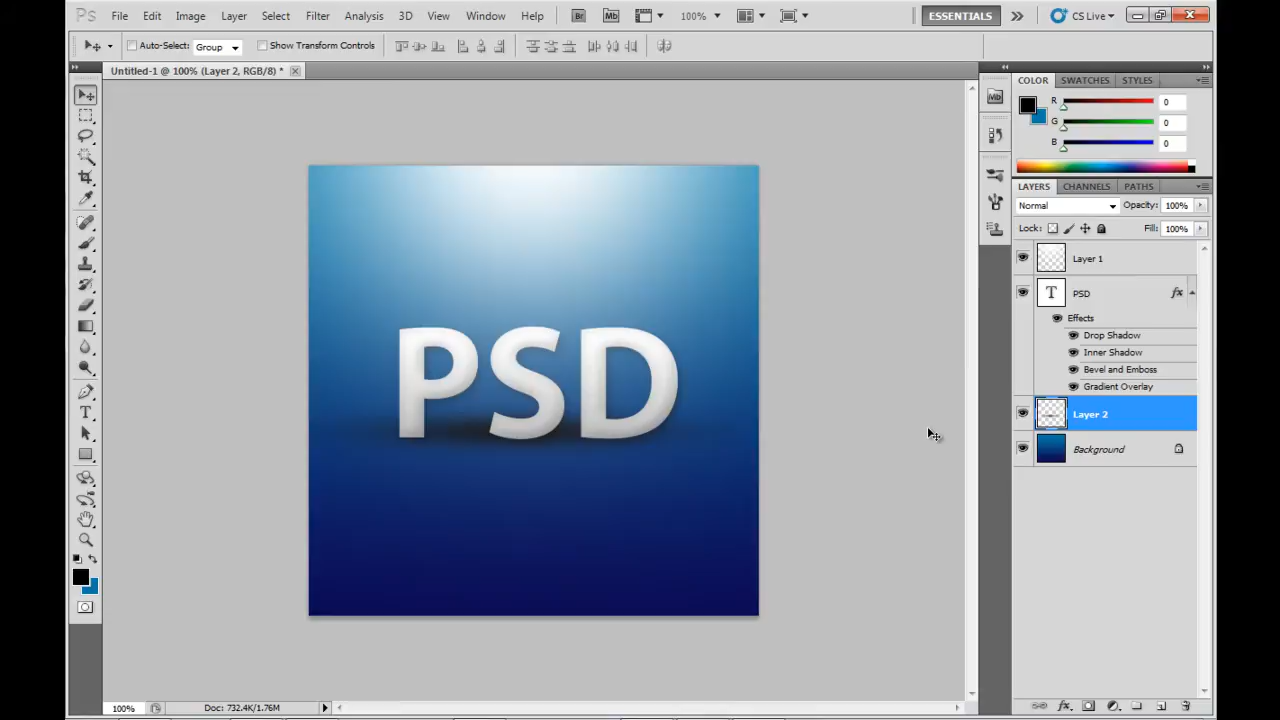 Ps File Edit Image Layer Select Filter Analysis 3D View Window Help Br Mb 100% ESSENTIALS CS Live
Auto-Select: Group Show Transform Controls
Untitled-1 @ 100% (Layer 2, RGB/8) *
COLOR SWATCHES STYLES
Mb
R 0
G 0
B 0
LAYERS CHANNELS PATHS
Normal Opacity: 100%
Lock: Fill: 100%
Layer 1
T PSD fx
Effects
Drop Shadow
Inner Shadow
Bevel and Emboss
Gradient Overlay
Layer 2
Background
PSD
T
100% Doc: 732.4K/1.76M
fx